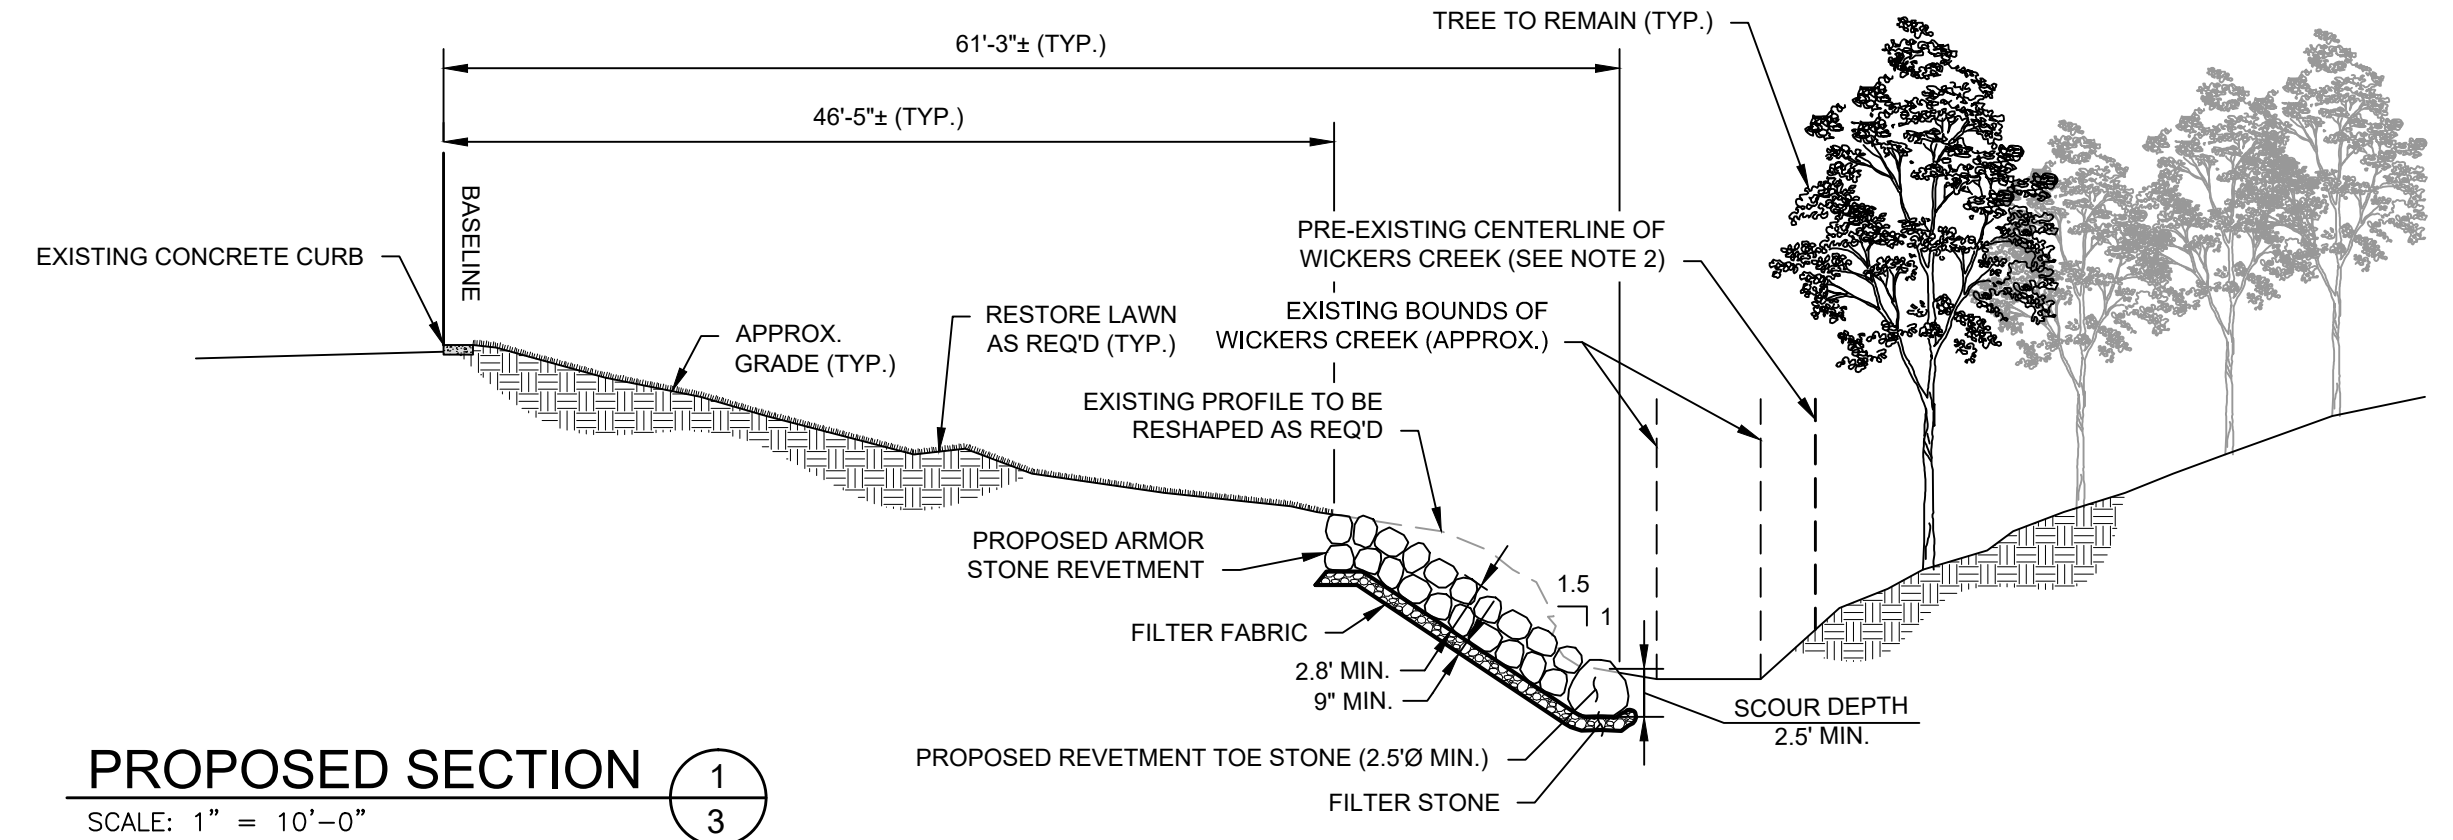 TREE TO REMAIN (TYP.)
61'-3"± (TYP.)
46'-5"± (TYP.)
BASELINE
EXISTING CONCRETE CURB
PRE-EXISTING CENTERLINE OF
WICKERS CREEK (SEE NOTE 2)
APPROX.
GRADE (TYP.)
RESTORE LAWN
AS REQ'D (TYP.)
EXISTING BOUNDS OF
WICKERS CREEK (APPROX.)
EXISTING PROFILE TO BE
RESHAPED AS REQ'D
PROPOSED ARMOR
STONE REVETMENT
1.5
1
FILTER FABRIC
2.8' MIN.
9" MIN.
SCOUR DEPTH
2.5' MIN.
PROPOSED REVETMENT TOE STONE (2.5'Ø MIN.)
FILTER STONE
PROPOSED SECTION
1
3
SCALE: 1" = 10'-0"